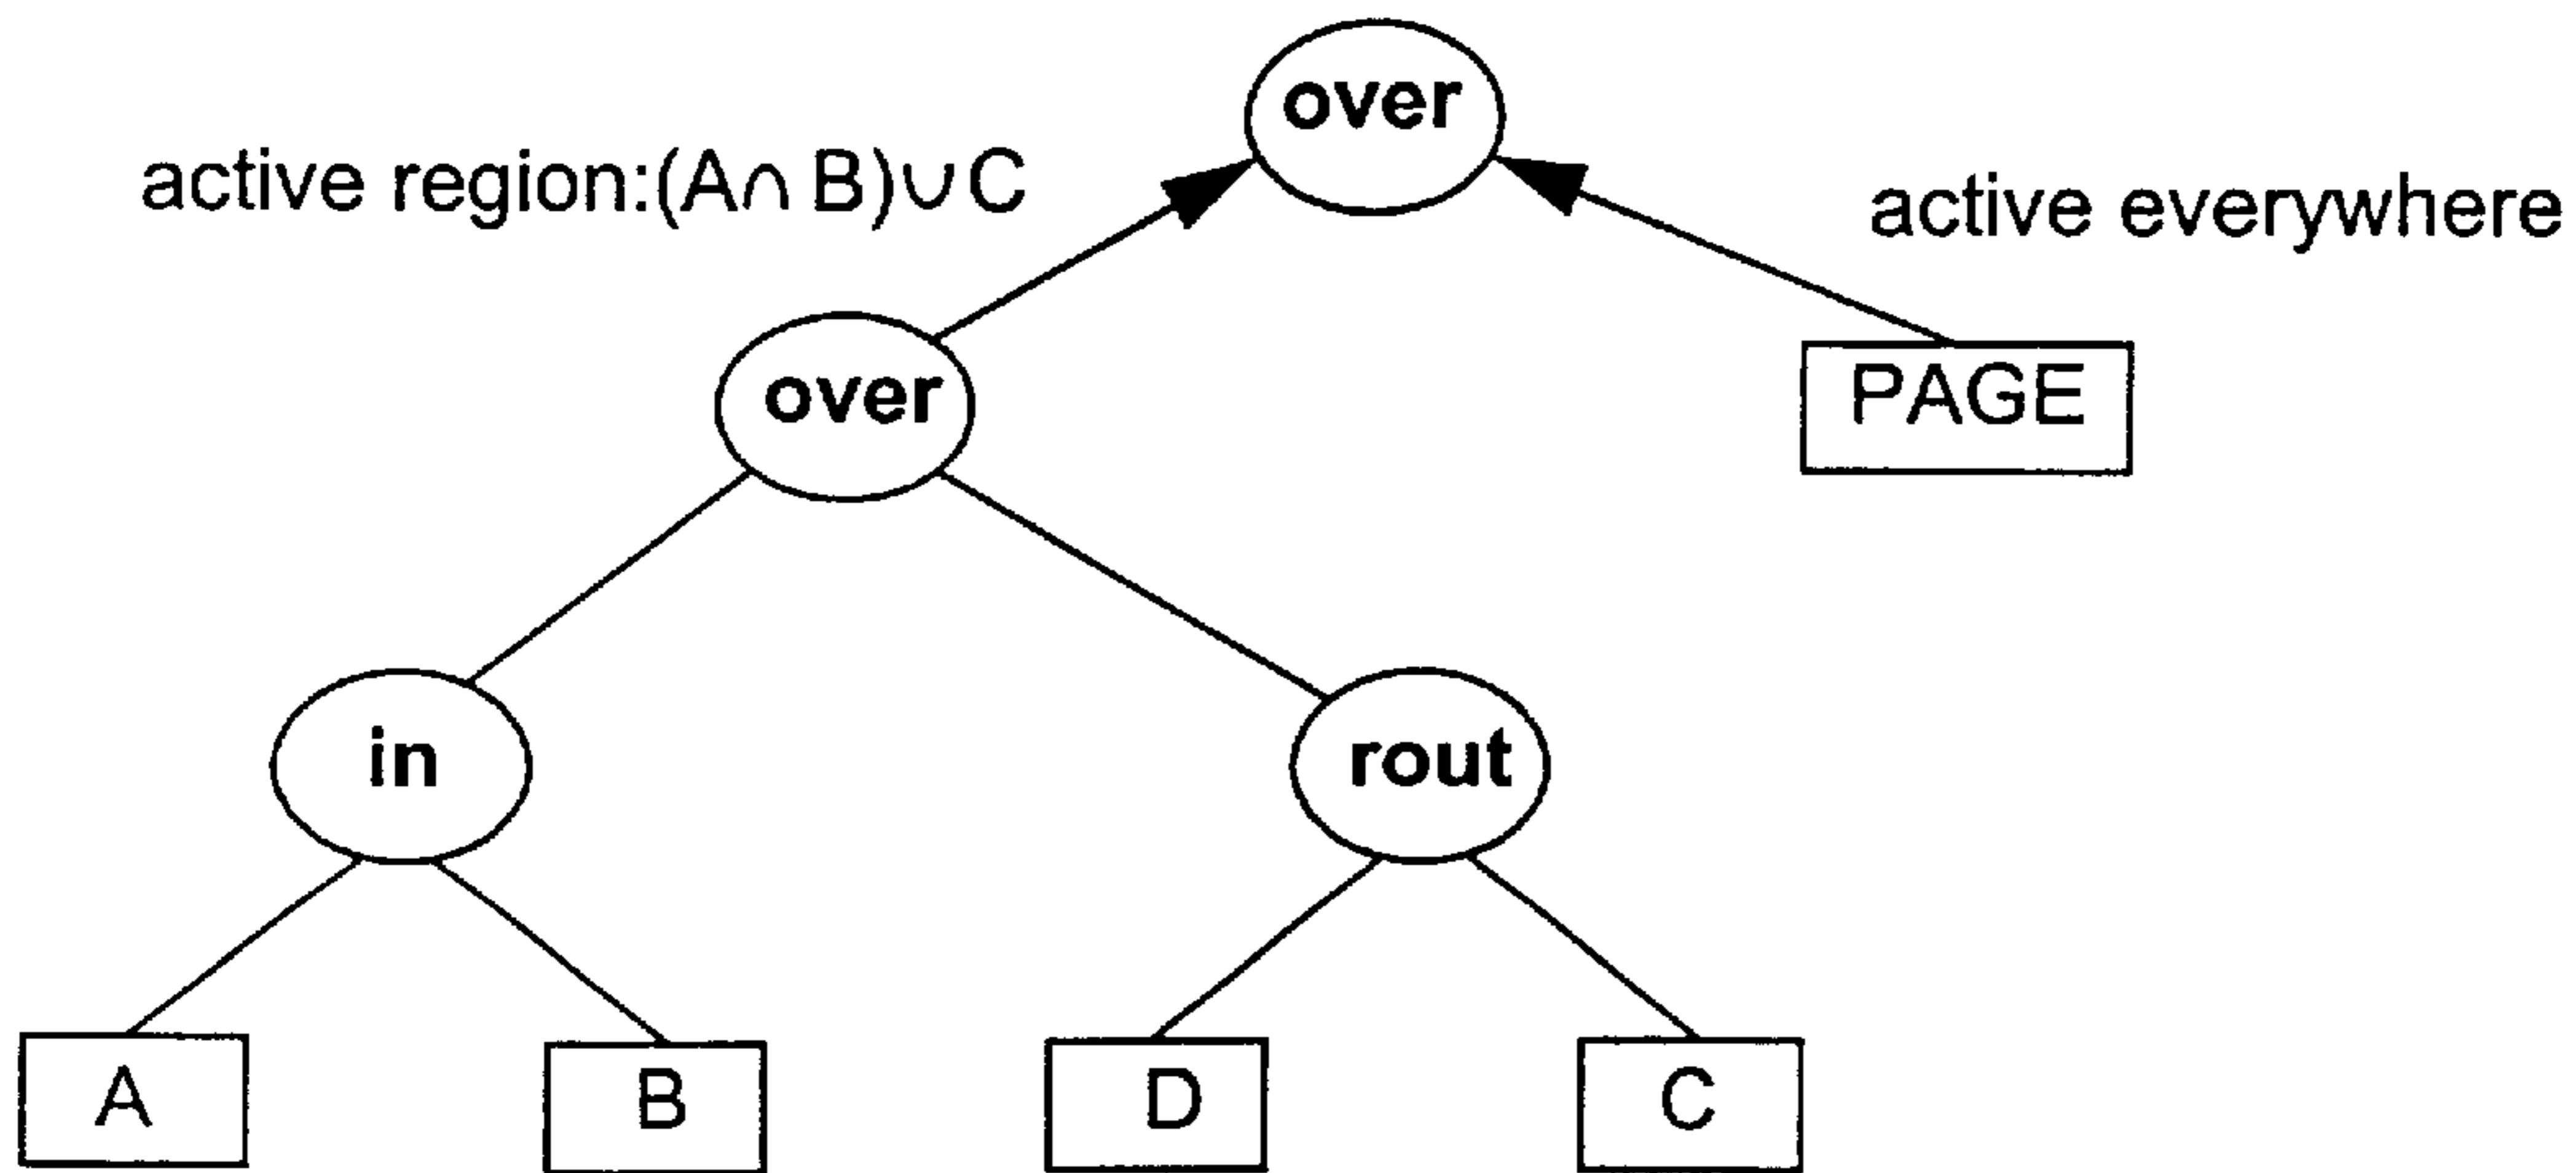 over
active region:(A∩ B)∪C
active everywhere
over
PAGE
in
rout
A
B
D
C